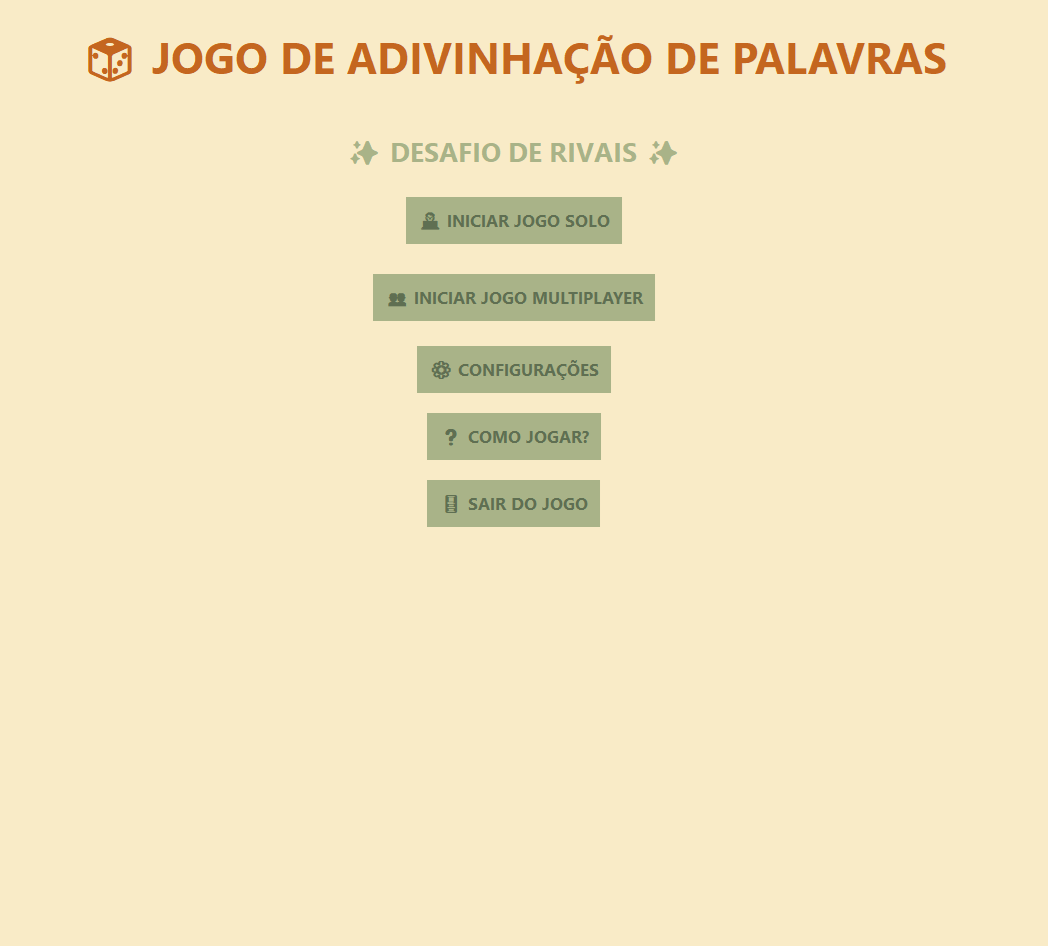 JOGO DE ADIVINHAÇÃO DE PALAVRAS
DESAFIO DE RIVAIS
INICIAR JOGO SOLO
INICIAR JOGO MULTIPLAYER
CONFIGURAÇÕES
? COMO JOGAR?
SAIR DO JOGO